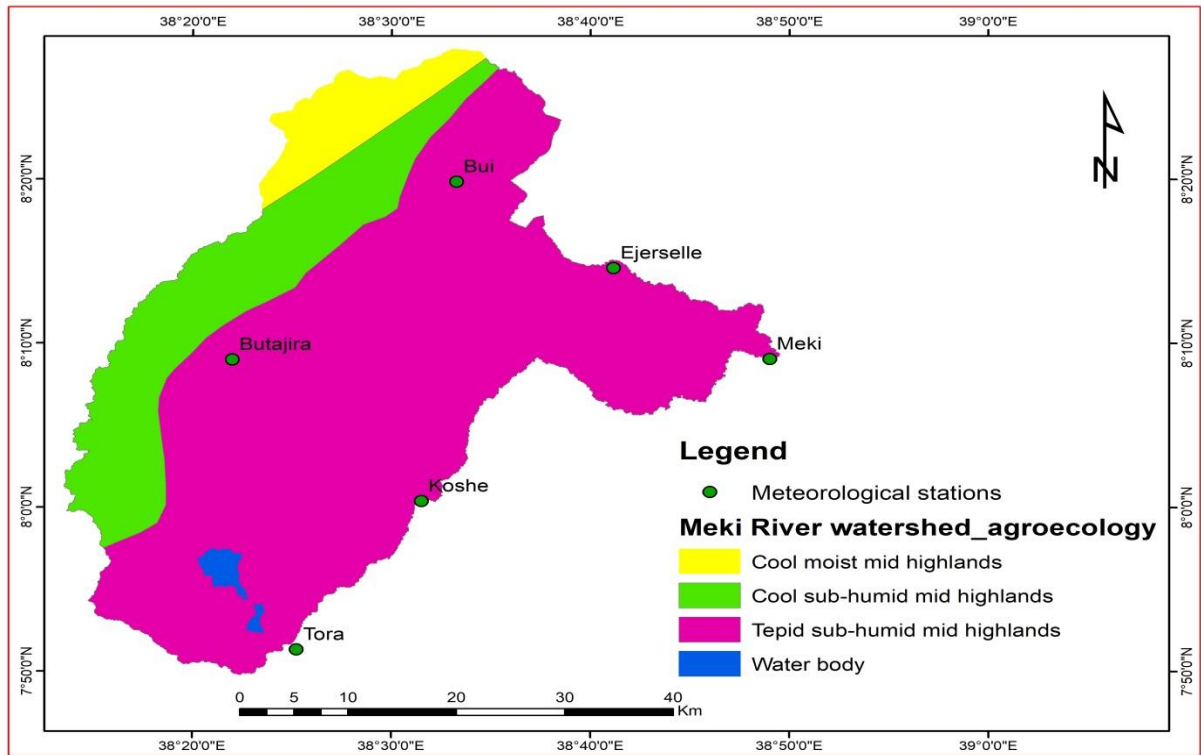 38°20'0"E 38°30'0"E 38°40'0"E 38°50'0"E 39°0'0"E
8°20'0"N
8°20'0"N
8°10'0"N
8°10'0"N
8°0'0"N
8°0'0"N
7°50'0"N
7°50'0"N
N
Bui
Ejerselle
Butajira
Meki
Koshe
Tora
Legend
Meteorological stations
Meki River watershed_agroecology
Cool moist mid highlands
Cool sub-humid mid highlands
Tepid sub-humid mid highlands
Water body
0 5 10 20 30 40
Km
38°20'0"E 38°30'0"E 38°40'0"E 38°50'0"E 39°0'0"E